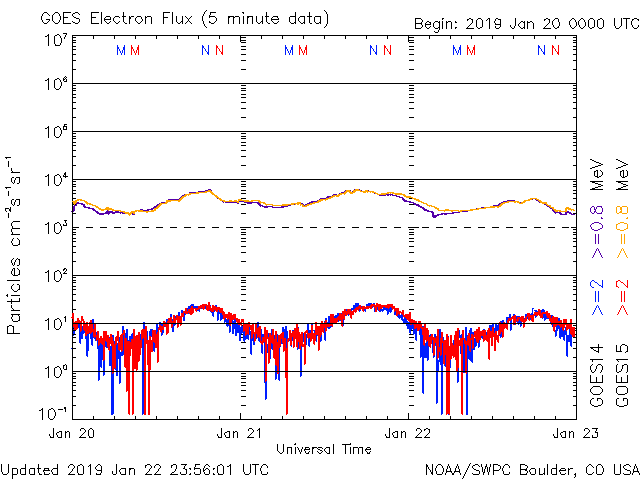 GOES Electron Flux (5 minute data)
Begin: 2019 Jan 20 0000 UTC
M M N N M M N N M M N N
10⁷
10⁶
10⁵
10⁴
10³
10²
10¹
10⁰
10⁻¹
Particles cm⁻²s⁻¹sr⁻¹
Jan 20 Jan 21 Jan 22 Jan 23
Universal Time
GOES14 >=2 >=0.8 MeV
GOES15 >=2 >=0.8 MeV
Updated 2019 Jan 22 23:56:01 UTC
NOAA/SWPC Boulder, CO USA